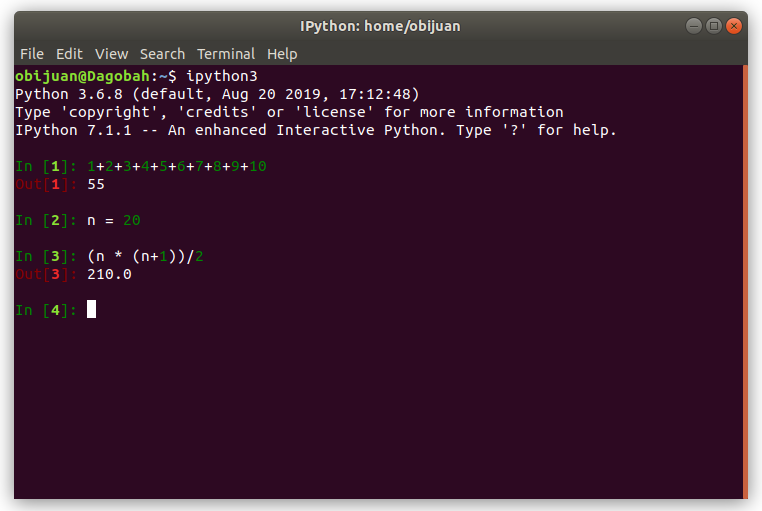 IPython: home/obijuan
File Edit View Search Terminal Help
obijuan@Dagobah:~$ ipython3
Python 3.6.8 (default, Aug 20 2019, 17:12:48)
Type 'copyright', 'credits' or 'license' for more information
IPython 7.1.1 -- An enhanced Interactive Python. Type '?' for help.
In [1]: 1+2+3+4+5+6+7+8+9+10
Out[1]: 55
In [2]: n = 20
In [3]: (n * (n+1))/2
Out[3]: 210.0
In [4]: